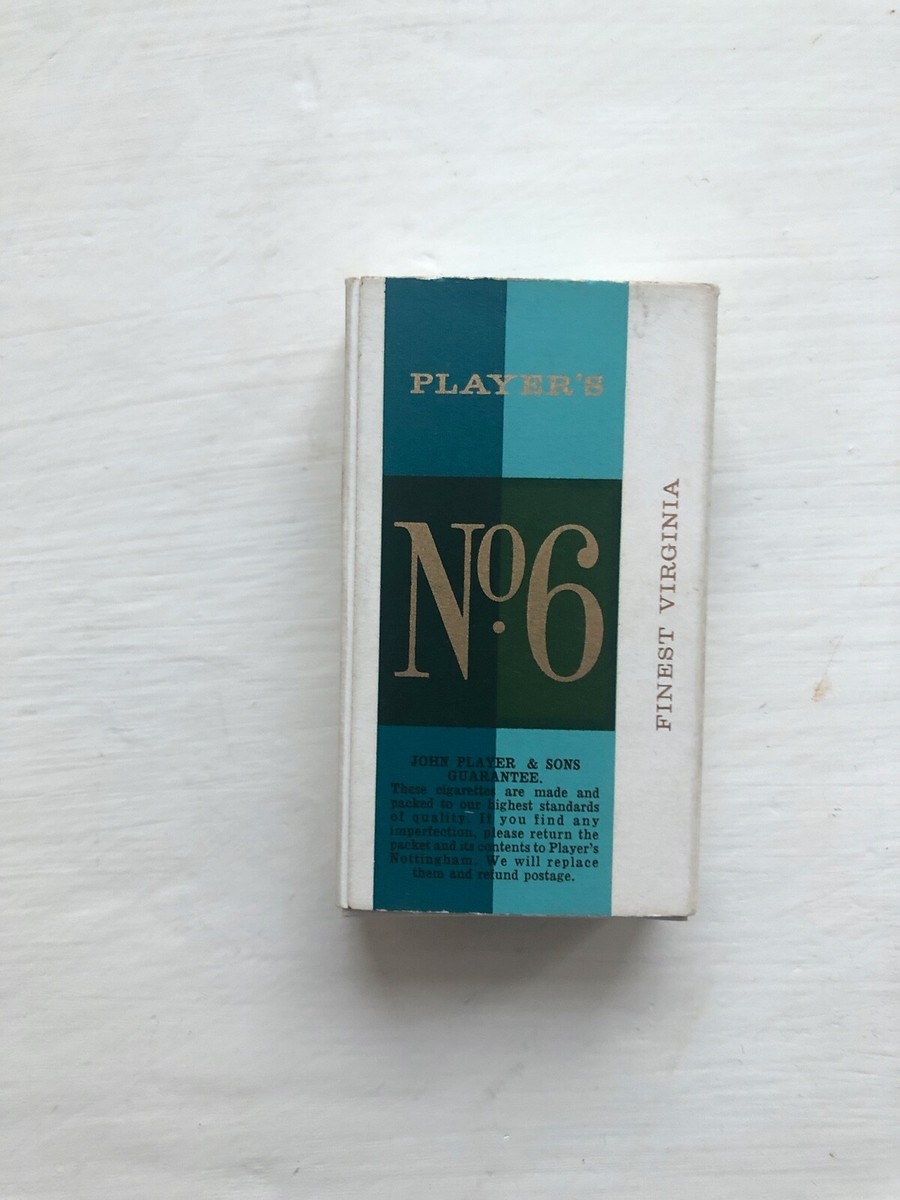 PLAYER'S
No.6
FINEST VIRGINIA
JOHN PLAYER & SONS
GUARANTEE.
These cigarettes are made and
packed to our highest standards
of quality. If you find any
imperfection, please return the
packet and its contents to Player's
Nottingham. We will replace
them and refund postage.